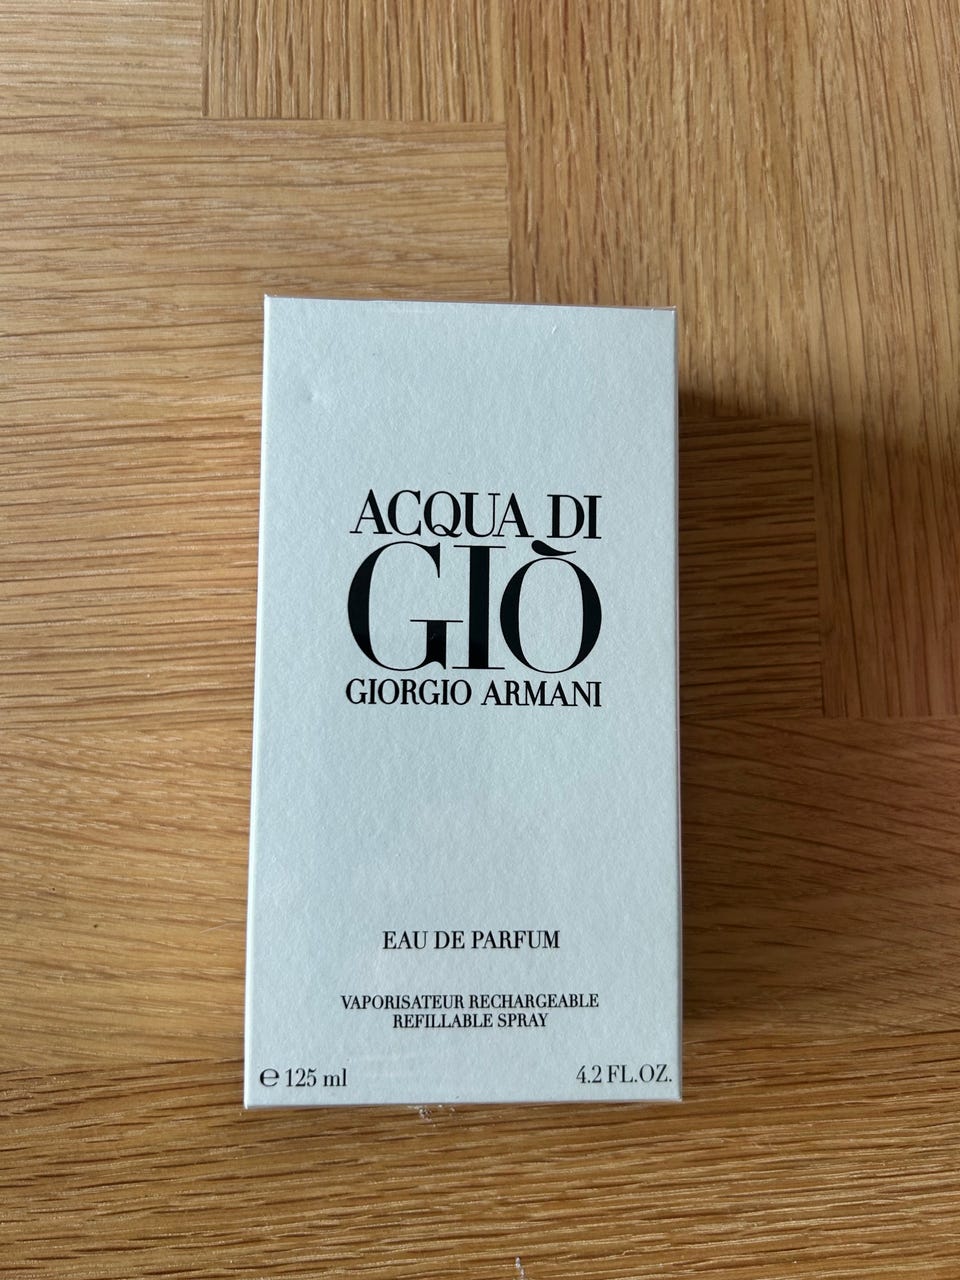 ACQUA DI
GIÒ
GIORGIO ARMANI
EAU DE PARFUM
VAPORISATEUR RECHARGEABLE
REFILLABLE SPRAY
℮ 125 ml 4.2 FL.OZ.